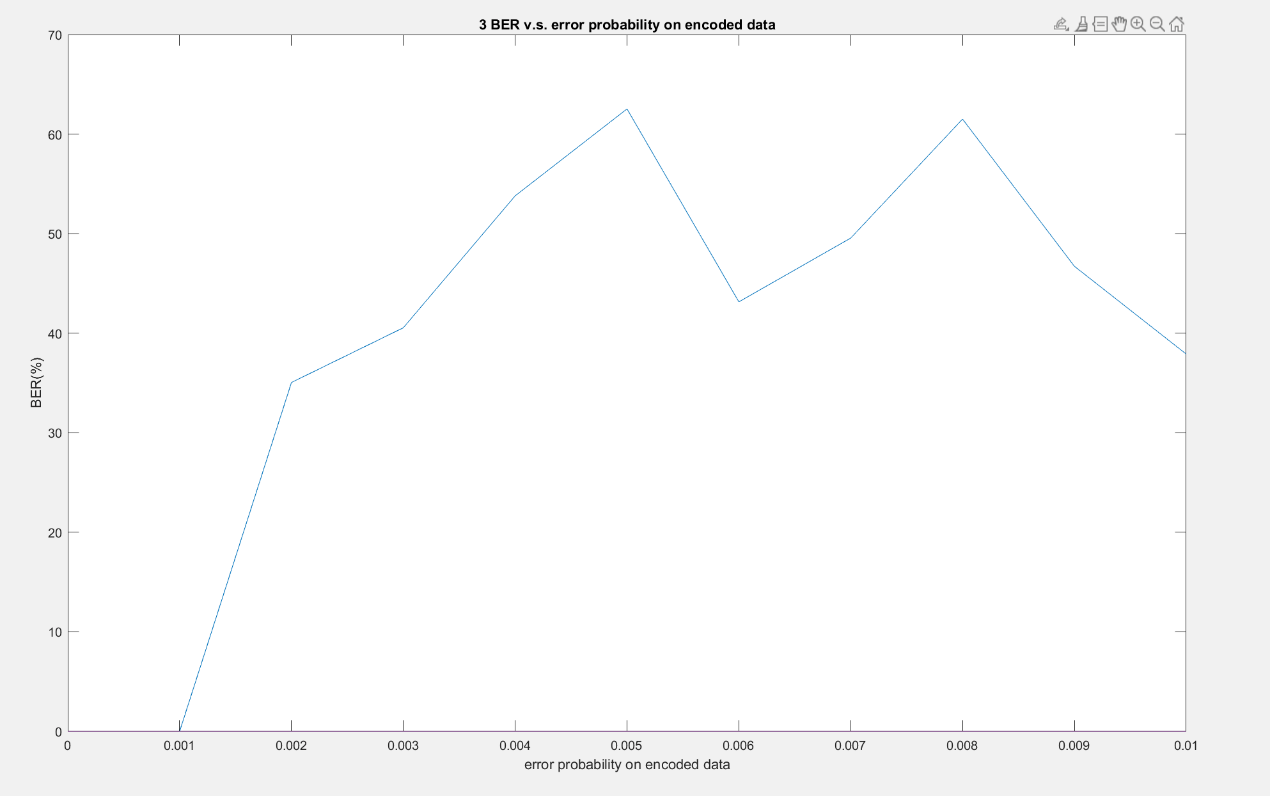 3 BER v.s. error probability on encoded data
70
60
50
40
30
20
10
0
BER(%)
0 0.001 0.002 0.003 0.004 0.005 0.006 0.007 0.008 0.009 0.01
error probability on encoded data